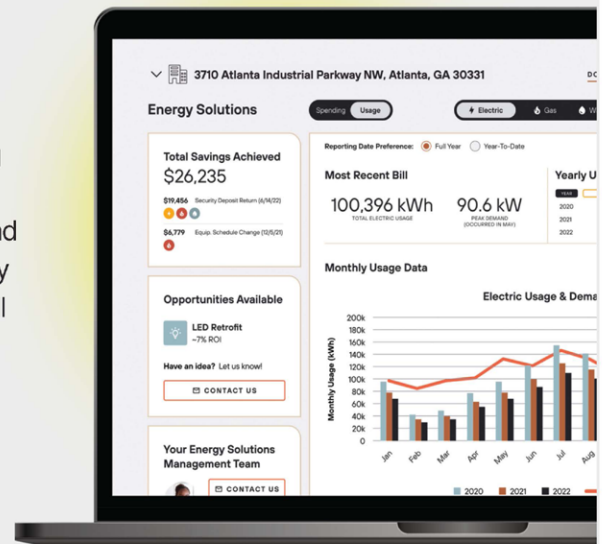 nd
y
l
3710 Atlanta Industrial Parkway NW, Atlanta, GA 30331
DO
Energy Solutions
Spending Usage
Electric Gas W
Total Savings Achieved
$26,235
$19,456 Security Deposit Return (6/14/22)
$6,779 Equip. Schedule Change (12/5/21)
Opportunities Available
LED Retrofit
~7% ROI
Have an idea? Let us know!
CONTACT US
Your Energy Solutions
Management Team
CONTACT US
Reporting Date Preference: Full Year Year-To-Date
Most Recent Bill
100,396 kWh
TOTAL ELECTRIC USAGE
90.6 kW
PEAK DEMAND
(OCCURRED IN MAY)
Yearly U
YEAR
2020
2021
2022
Monthly Usage Data
Electric Usage & Dema
Monthly Usage (kWh)
200k
180k
160k
140k
120k
100k
80k
60k
40k
20k
0
Jan Feb Mar Apr May Jun Jul Aug
2020 2021 2022